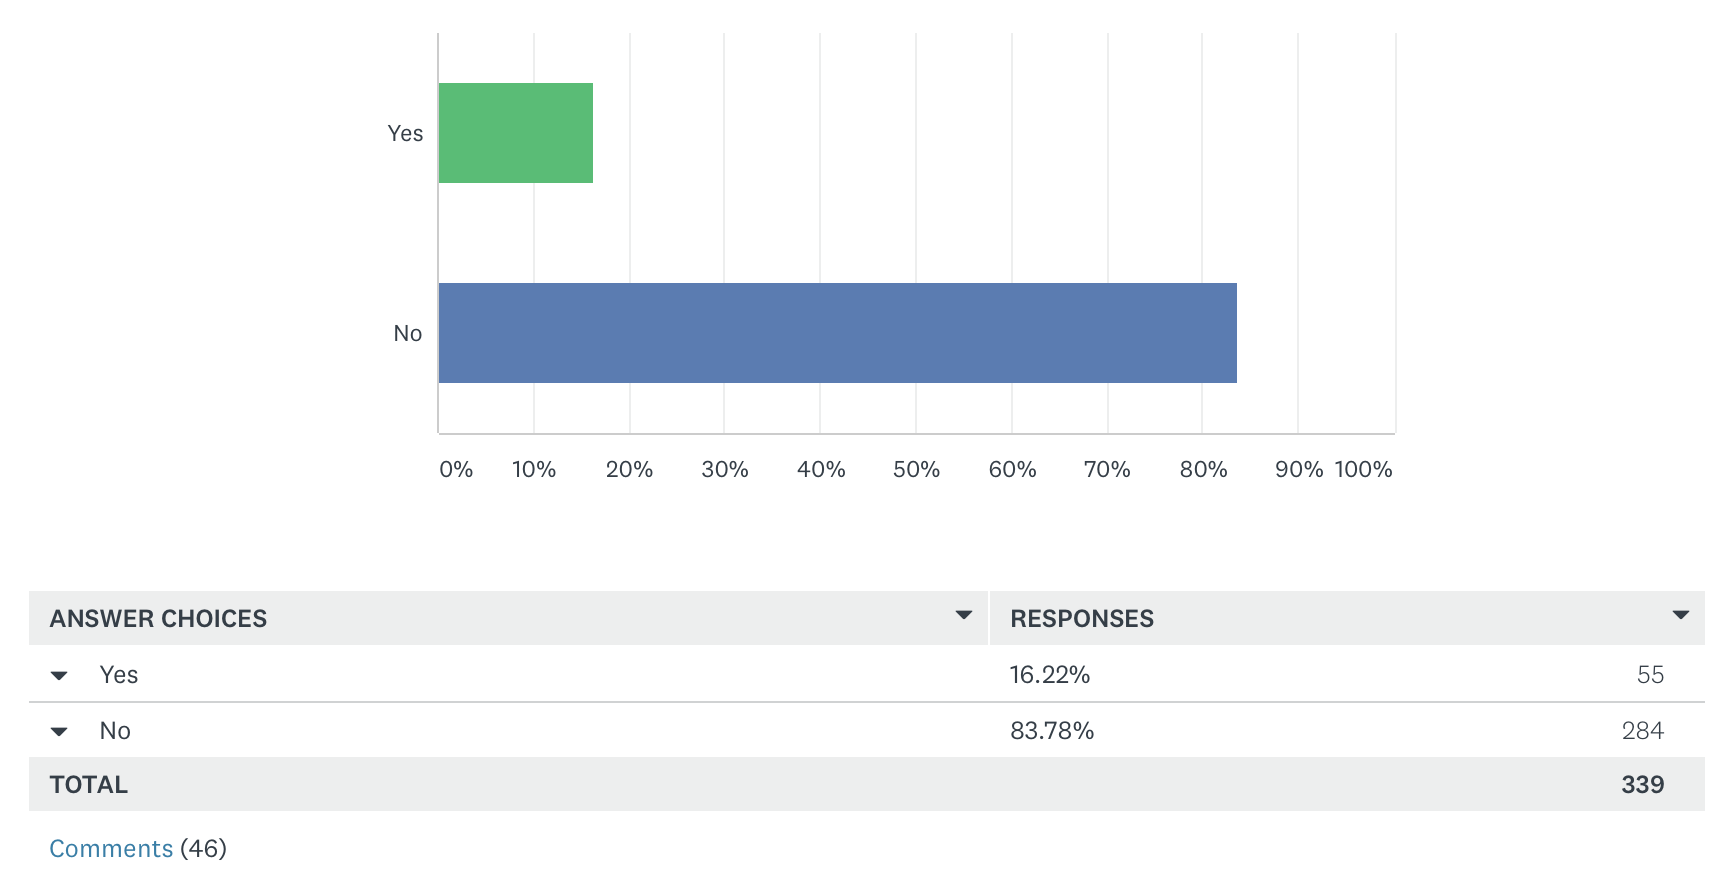 Yes
No
0% 10% 20% 30% 40% 50% 60% 70% 80% 90% 100%
ANSWER CHOICES RESPONSES
Yes 16.22% 55
No 83.78% 284
TOTAL 339
Comments (46)